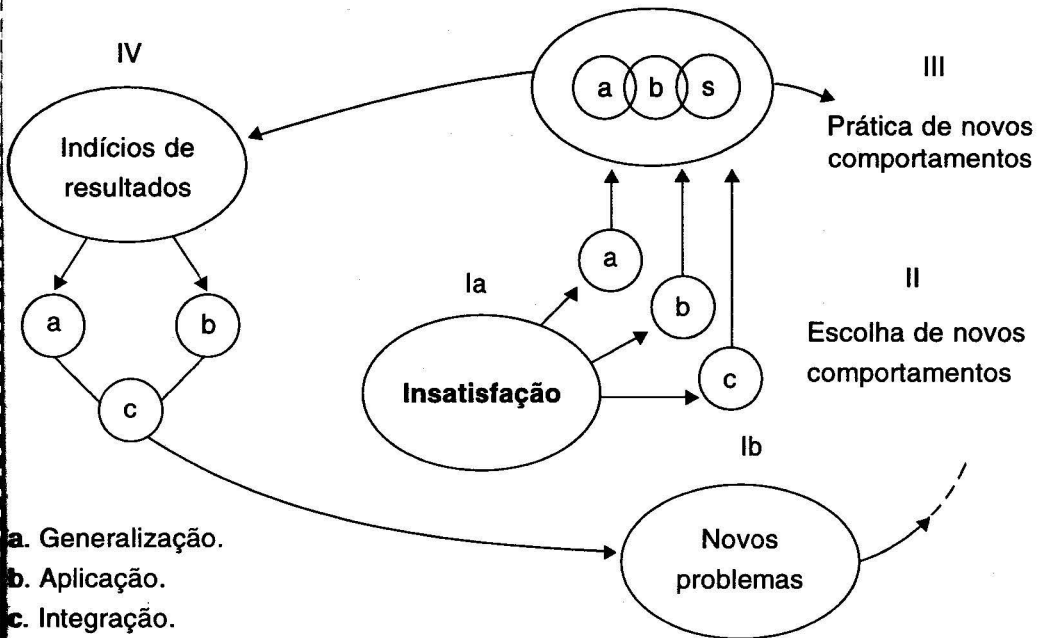 IV
Indícios de
resultados
a
b
c
a b s
III
Prática de novos
comportamentos
Ia
Insatisfação
a
b
c
II
Escolha de novos
comportamentos
Ib
Novos
problemas
a. Generalização.
b. Aplicação.
c. Integração.